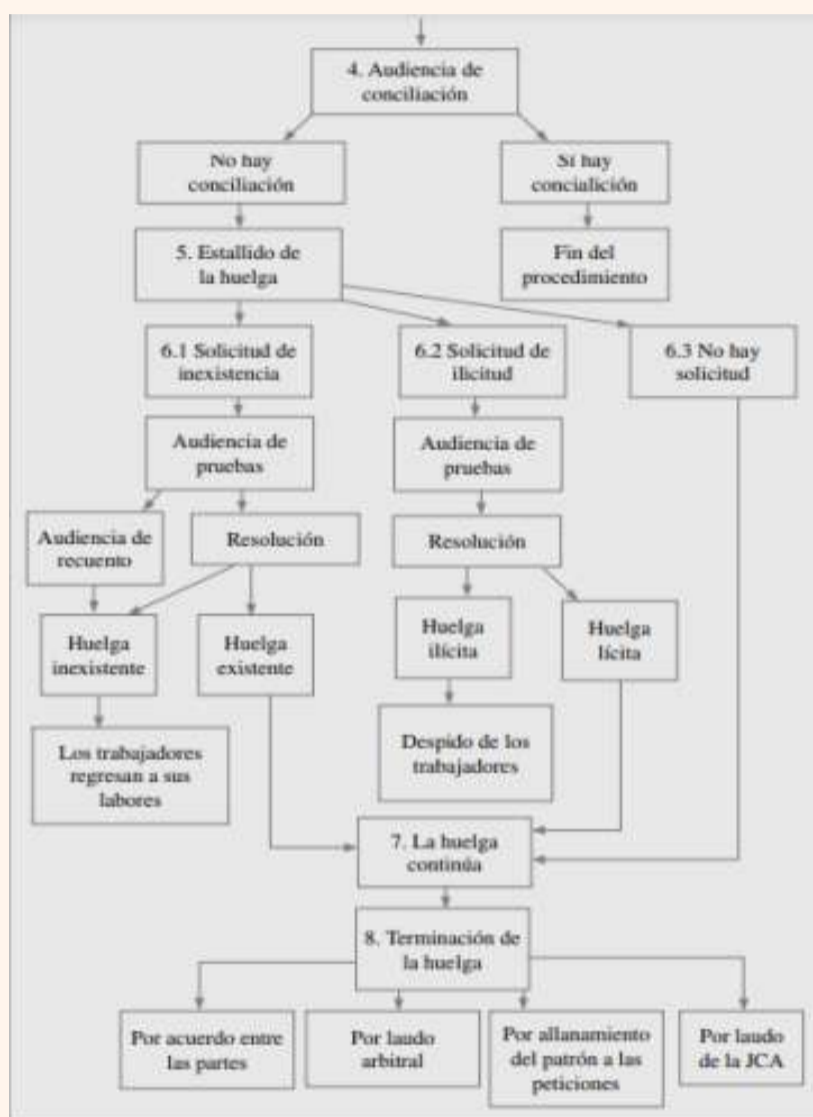 4. Audiencia de
conciliación
No hay
conciliación
Sí hay
concialición
5. Estallido de
la huelga
Fin del
procedimiento
6.1 Solicitud de
inexistencia
6.2 Solicitud de
ilicitud
6.3 No hay
solicitud
Audiencia de
pruebas
Audiencia de
pruebas
Audiencia de
recuento
Resolución
Resolución
Huelga
inexistente
Huelga
existente
Huelga
ilícita
Huelga
lícita
Los trabajadores
regresan a sus
labores
Despido de los
trabajadores
7. La huelga
continúa
8. Terminación de
la huelga
Por acuerdo entre
las partes
Por laudo
arbitral
Por allanamiento
del patrón a las
peticiones
Por laudo
de la JCA